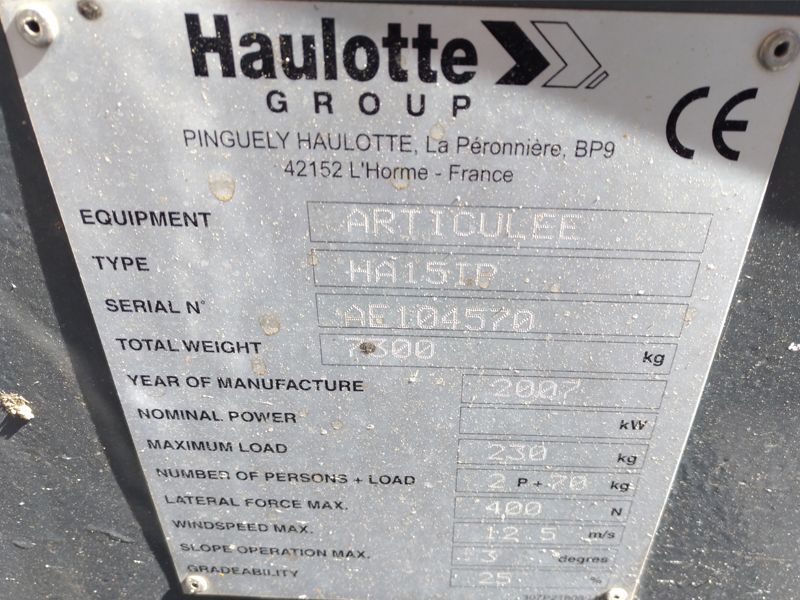 Haulotte
GROUP
CE
PINGUELY HAULOTTE, La Péronnière, BP9
42152 L'Horme - France
EQUIPMENT ARTICULEE
TYPE HA15IP
SERIAL N° AE104570
TOTAL WEIGHT 7300 kg
YEAR OF MANUFACTURE 2007
NOMINAL POWER kW
MAXIMUM LOAD 230 kg
NUMBER OF PERSONS + LOAD 2 P + 70 kg
LATERAL FORCE MAX. 400 N
WINDSPEED MAX. 12.5 m/s
SLOPE OPERATION MAX. 3 degres
GRADEABILITY 25 %